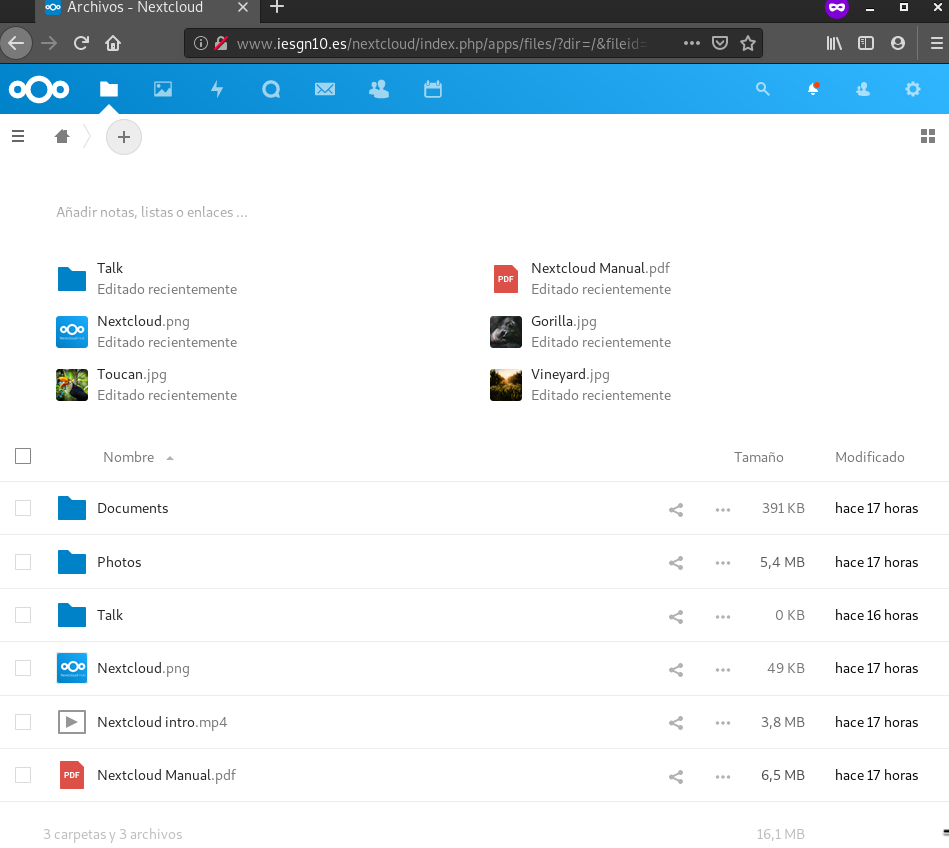 Archivos - Nextcloud
www.iesgn10.es/nextcloud/index.php/apps/files/?dir=/&fileid=
Añadir notas, listas o enlaces ...
Talk
Editado recientemente
Nextcloud Manual.pdf
Editado recientemente
Nextcloud.png
Editado recientemente
Gorilla.jpg
Editado recientemente
Toucan.jpg
Editado recientemente
Vineyard.jpg
Editado recientemente
Nombre Tamaño Modificado
Documents 391 KB hace 17 horas
Photos 5,4 MB hace 17 horas
Talk 0 KB hace 16 horas
Nextcloud.png 49 KB hace 17 horas
Nextcloud intro.mp4 3,8 MB hace 17 horas
PDF Nextcloud Manual.pdf 6,5 MB hace 17 horas
3 carpetas y 3 archivos 16,1 MB